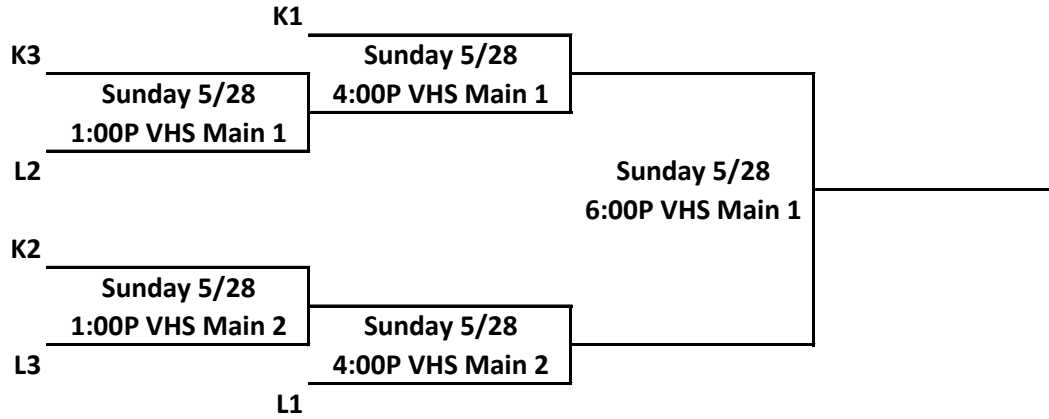 K1
K3
Sunday 5/28
4:00P VHS Main 1
Sunday 5/28
1:00P VHS Main 1
L2
Sunday 5/28
6:00P VHS Main 1
K2
Sunday 5/28
1:00P VHS Main 2
Sunday 5/28
4:00P VHS Main 2
L3
L1